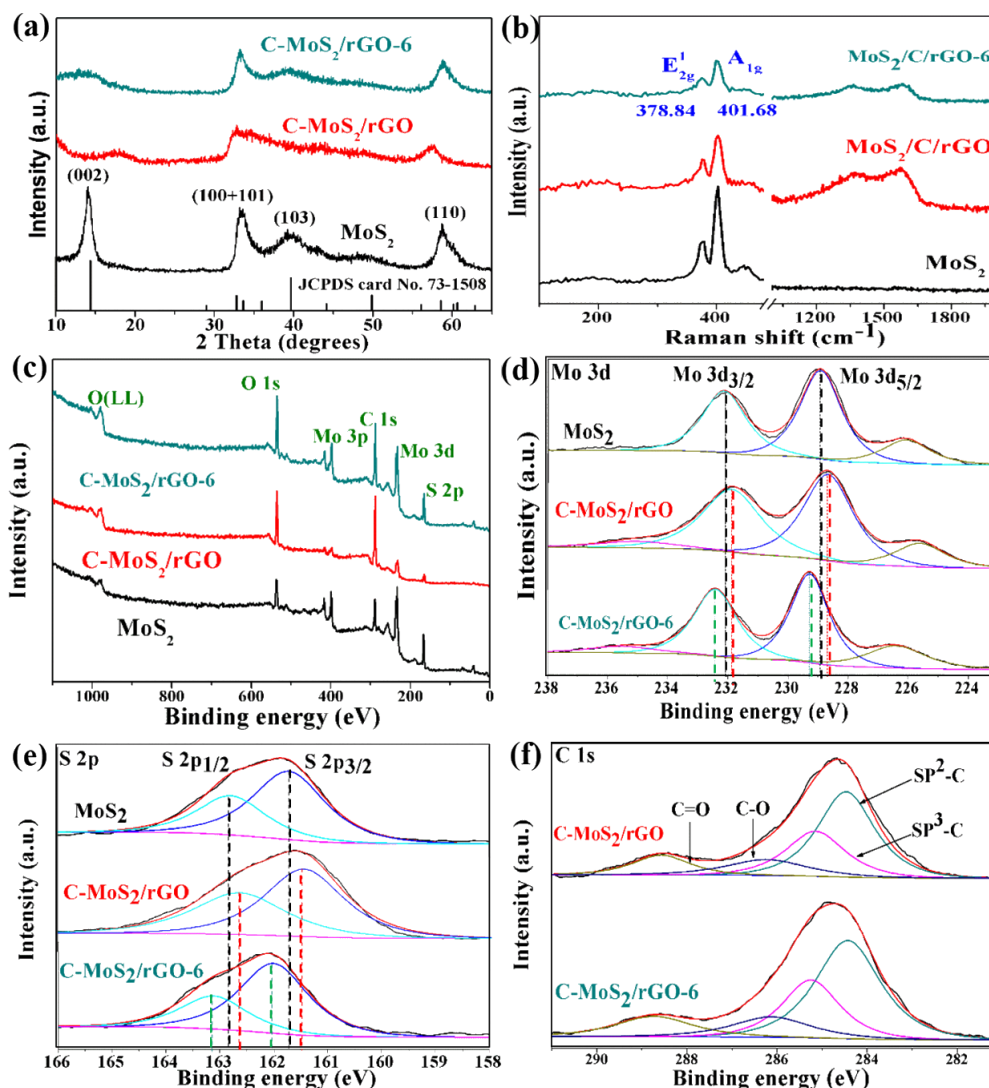 (a)
C-MoS2/rGO-6
C-MoS2/rGO
(002)
(100+101)
(103)
(110)
MoS2
JCPDS card No. 73-1508
10 20 30 40 50 60
2 Theta (degrees)
Intensity (a.u.)
(b)
E¹2g
A1g
378.84 401.68
MoS2/C/rGO-6
MoS2/C/rGO
MoS2
200 400 1200 1500 1800
Raman shift (cm-1)
Intensity (a.u.)
(c)
O(LL)
O 1s
C 1s
Mo 3p
Mo 3d
S 2p
C-MoS2/rGO-6
C-MoS2/rGO
MoS2
1000 800 600 400 200 0
Binding energy (eV)
Intensity (a.u.)
(d)
Mo 3d
Mo 3d3/2
Mo 3d5/2
MoS2
C-MoS2/rGO
C-MoS2/rGO-6
238 236 234 232 230 228 226 224
Binding energy (eV)
Intensity (a.u.)
(e)
S 2p
S 2p1/2
S 2p3/2
MoS2
C-MoS2/rGO
C-MoS2/rGO-6
166 165 164 163 162 161 160 159 158
Binding energy (eV)
Intensity (a.u.)
(f)
C 1s
C=O
C-O
SP2-C
SP3-C
C-MoS2/rGO
C-MoS2/rGO-6
290 288 286 284 282
Binding energy (eV)
Intensity (a.u.)